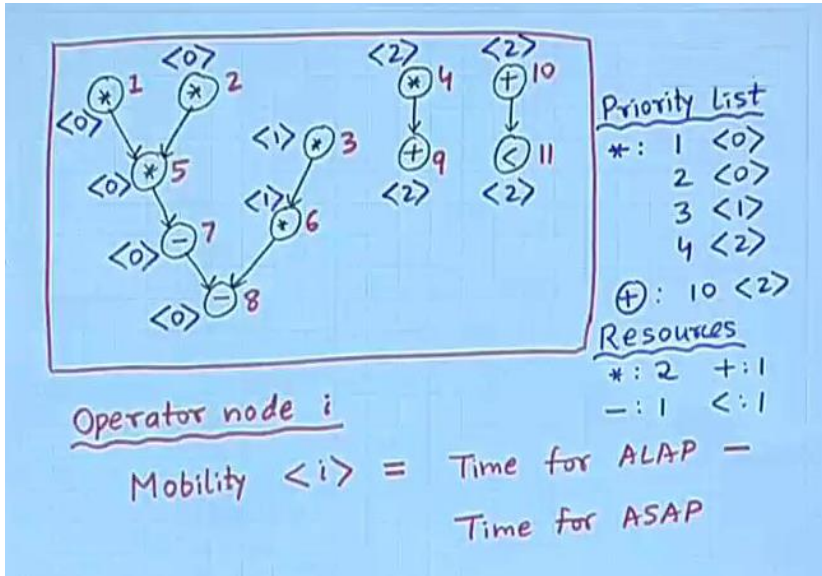 <0> <2> <2>
* 1 * 2 * 4 + 10
<0> <1> * 3
* 5 + 9 < 11
<0> <1> <2> <2>
- 7 * 6
<0>
- 8
<0>
Priority list
*: 1 <0>
2 <0>
3 <1>
4 <2>
+: 10 <2>
Resources
*: 2 +: 1
-: 1 <: 1
Operator node i
Mobility <i> = Time for ALAP -
Time for ASAP